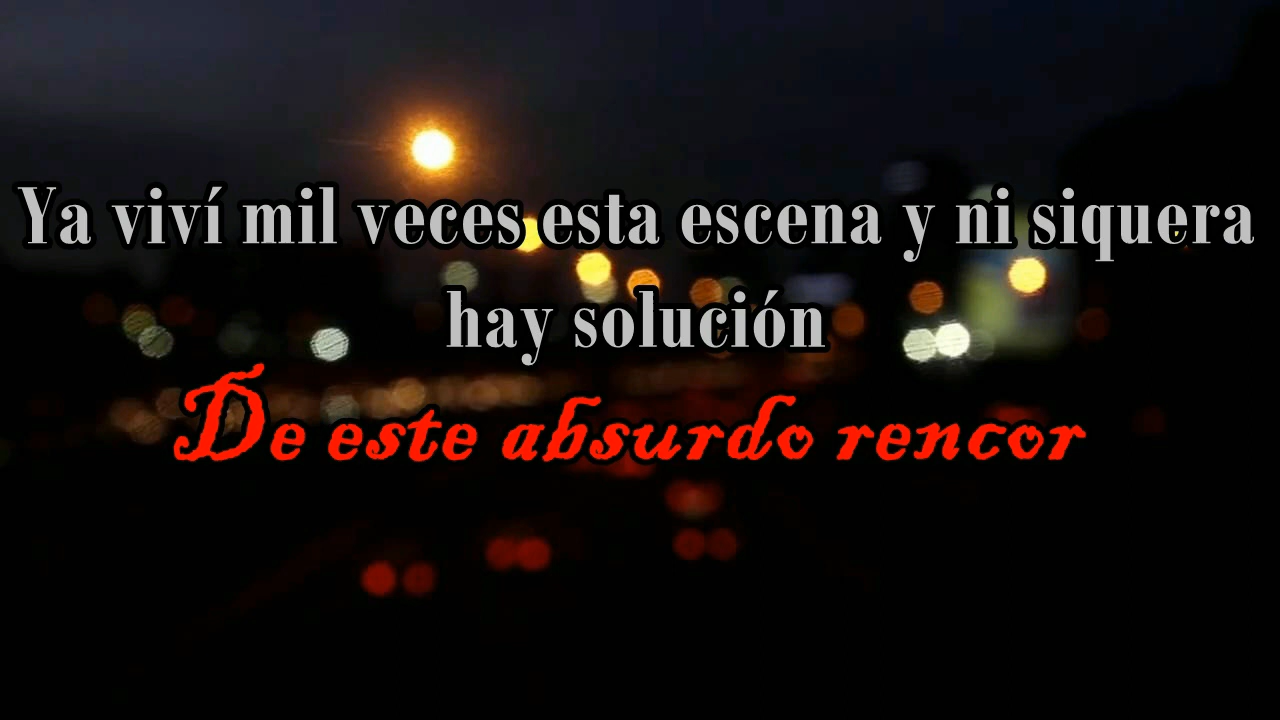 Ya viví mil veces esta escena y ni siquera
hay solución
De este absurdo rencor